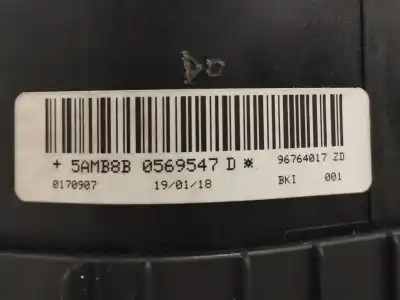 + 5AMB8B 0569547 D *
96764017 ZD
0170907
19/01/18
BKI
001